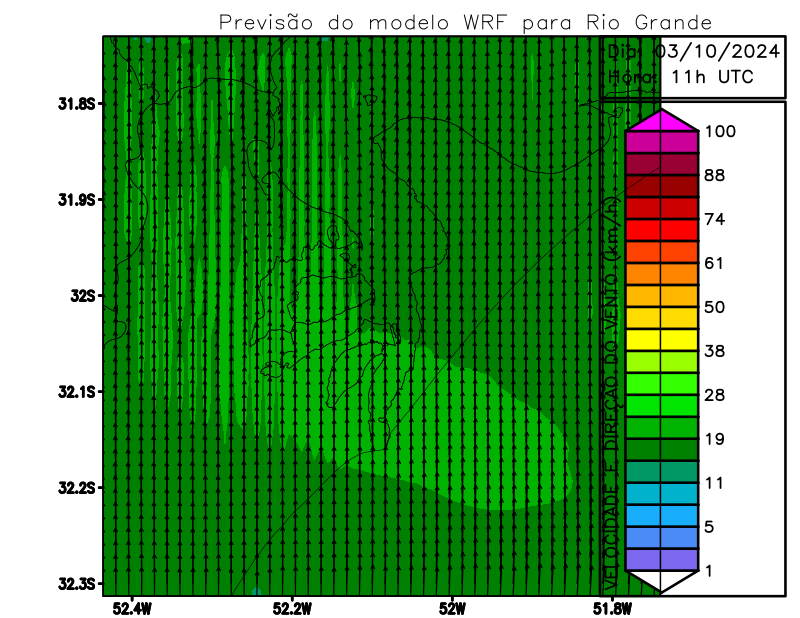 Previsão do modelo WRF para Rio Grande
Dia: 03/10/2024
Hora: 11h UTC
31.8S
31.9S
32S
32.1S
32.2S
32.3S
52.4W
52.2W
52W
51.8W
VELOCIDADE E DIREÇÃO DO VENTO (km/h)
100
88
74
61
50
38
28
19
11
5
1